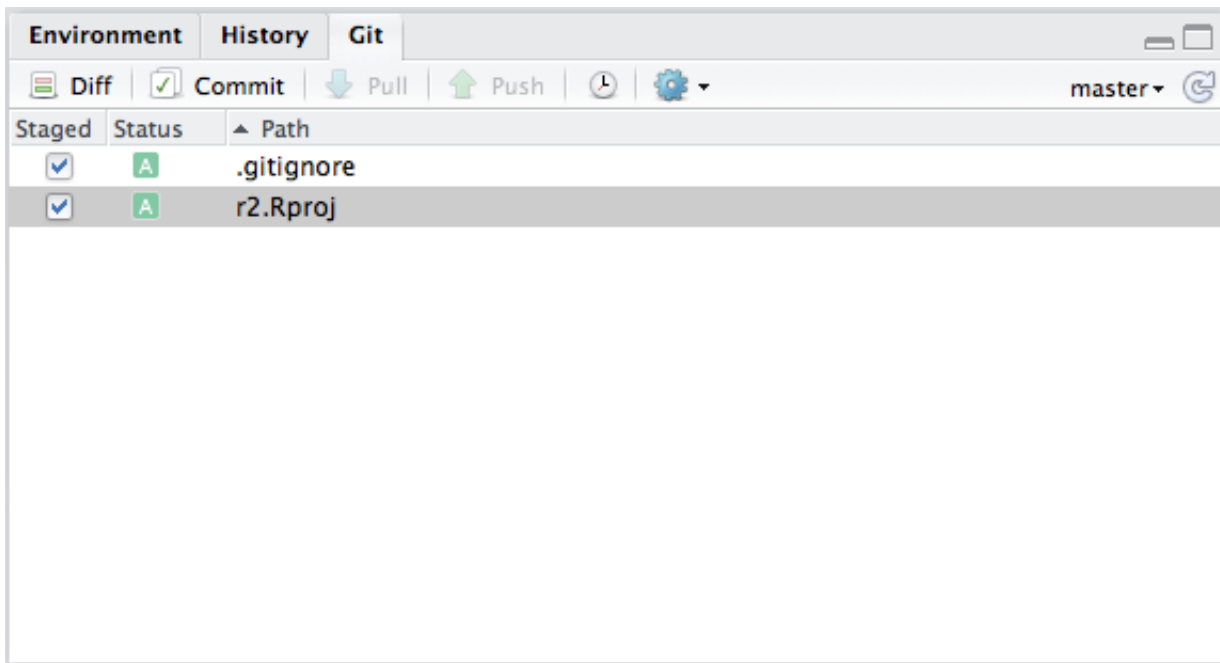 Environment History Git
Diff Commit Pull Push master
Staged Status Path
A .gitignore
A r2.Rproj